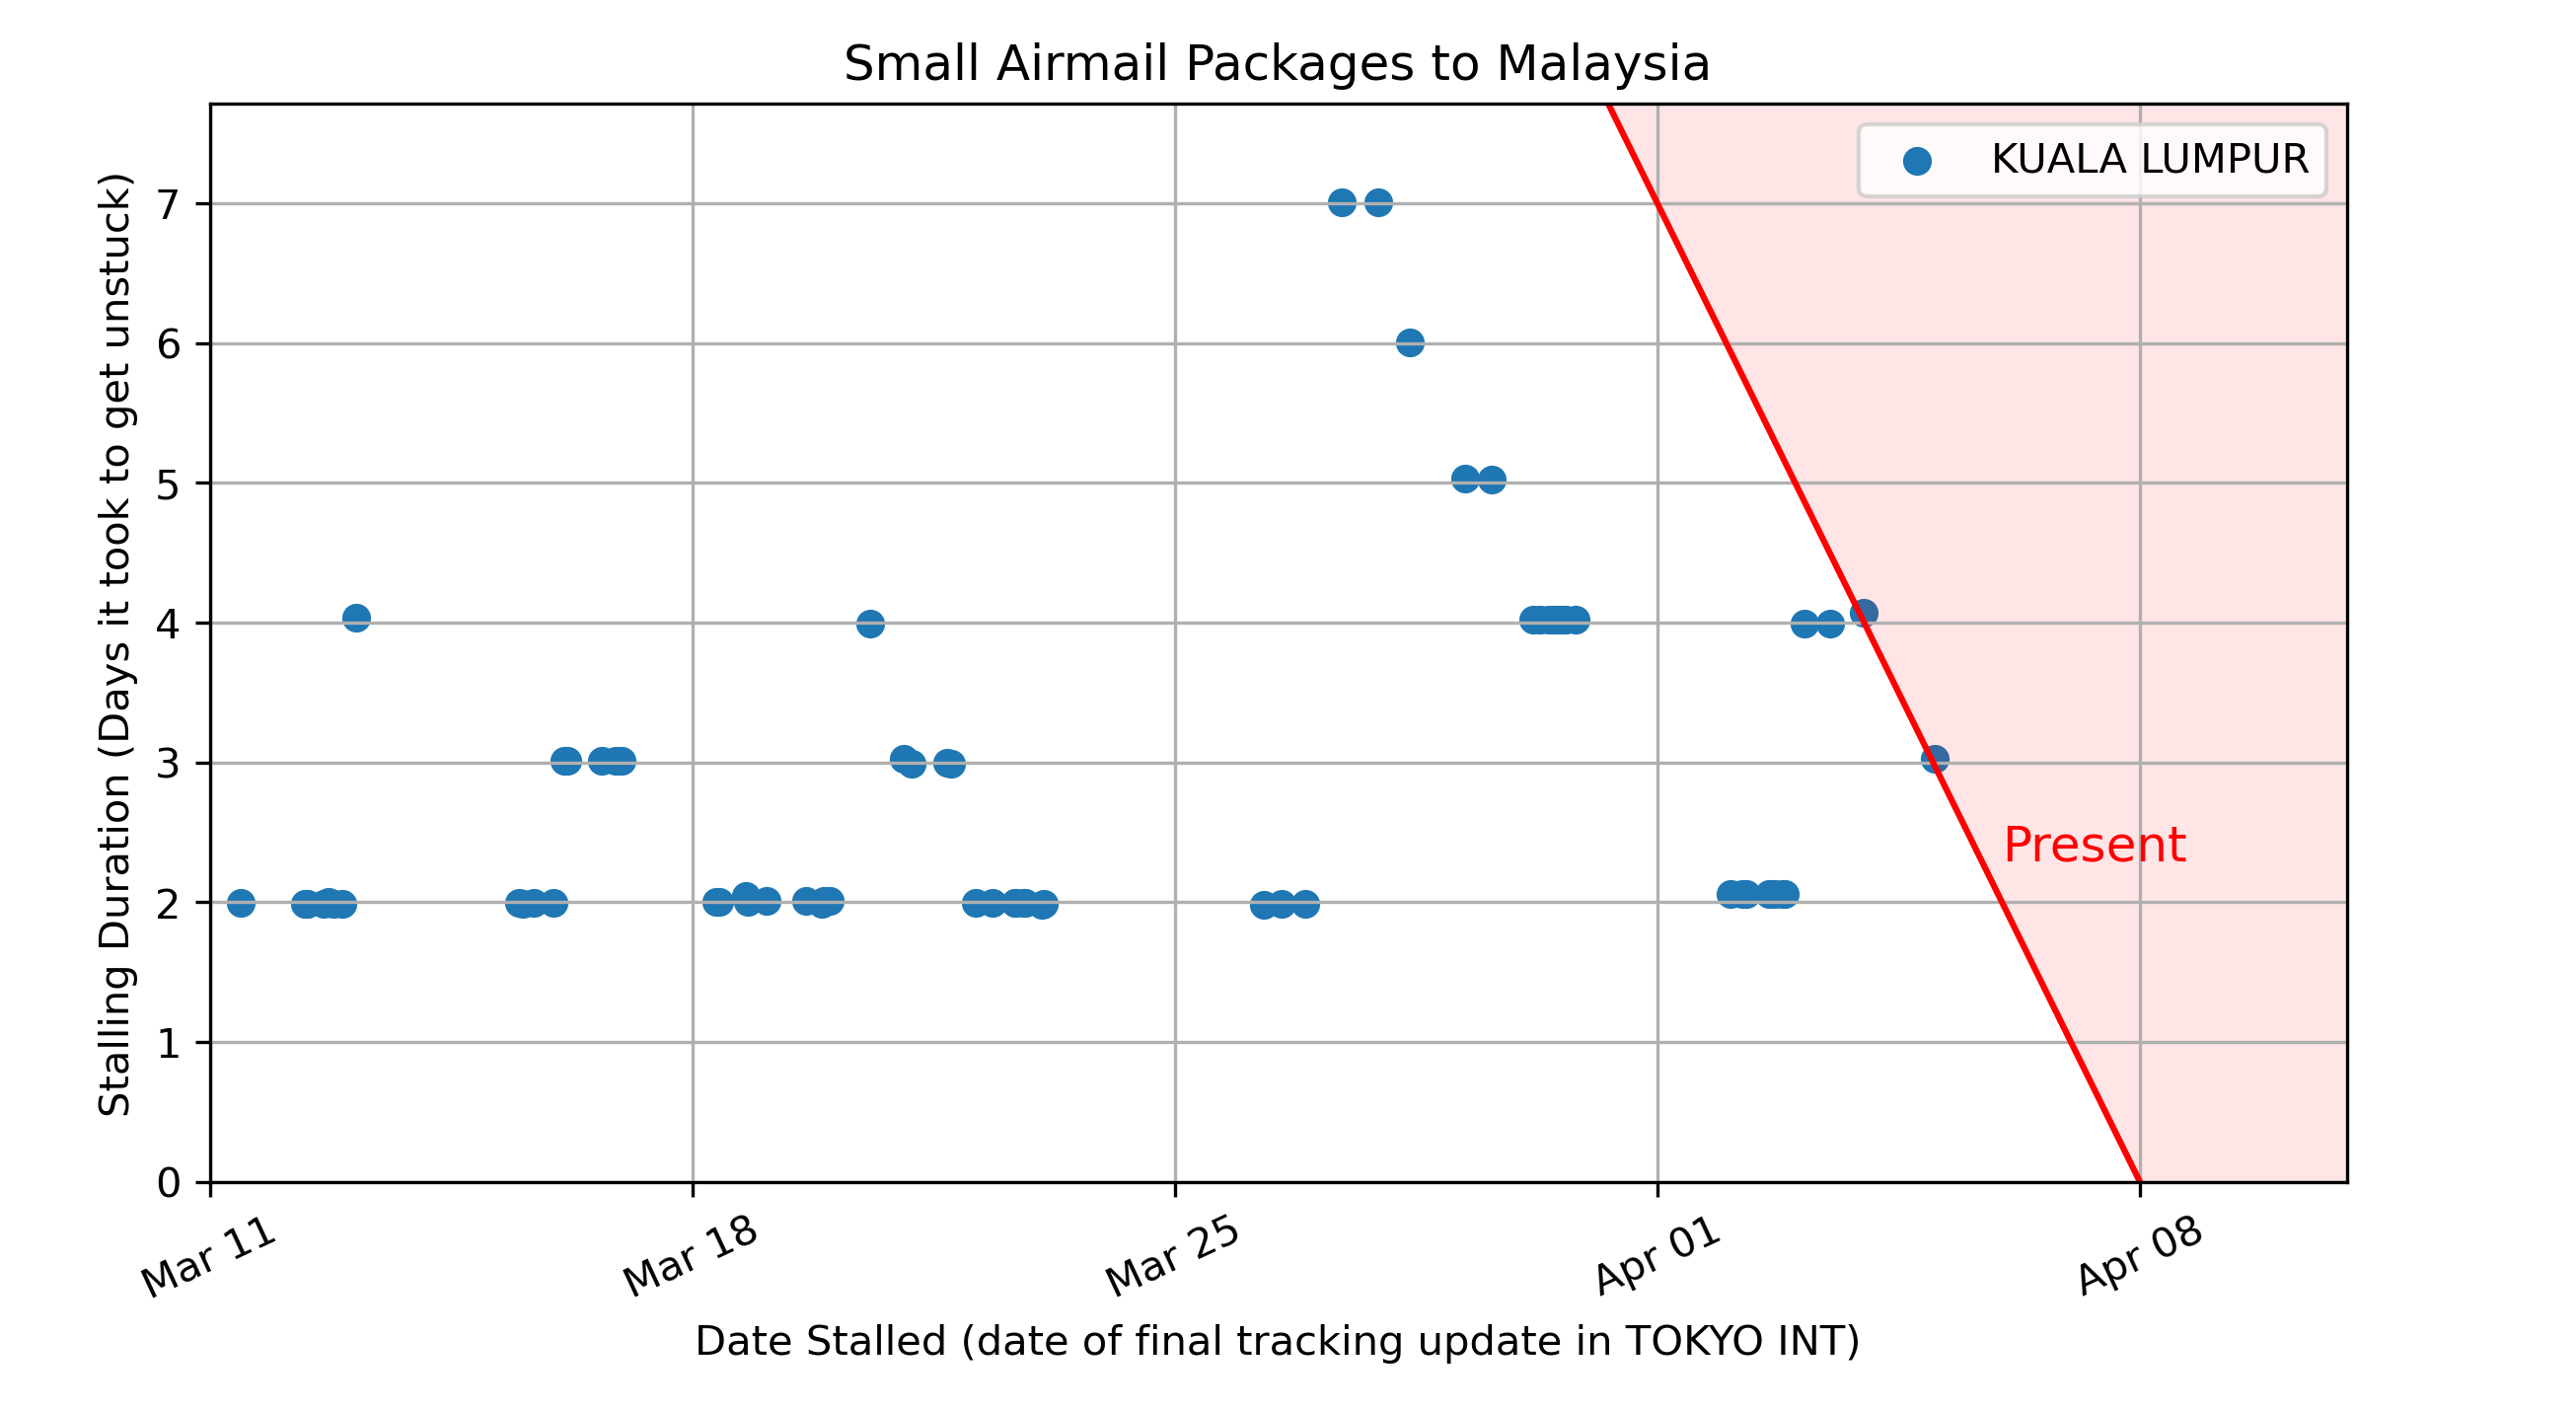 Small Airmail Packages to Malaysia
KUALA LUMPUR
Stalling Duration (Days it took to get unstuck)
7
6
5
4
3
2
1
0
Present
Mar 11
Mar 18
Mar 25
Apr 01
Apr 08
Date Stalled (date of final tracking update in TOKYO INT)